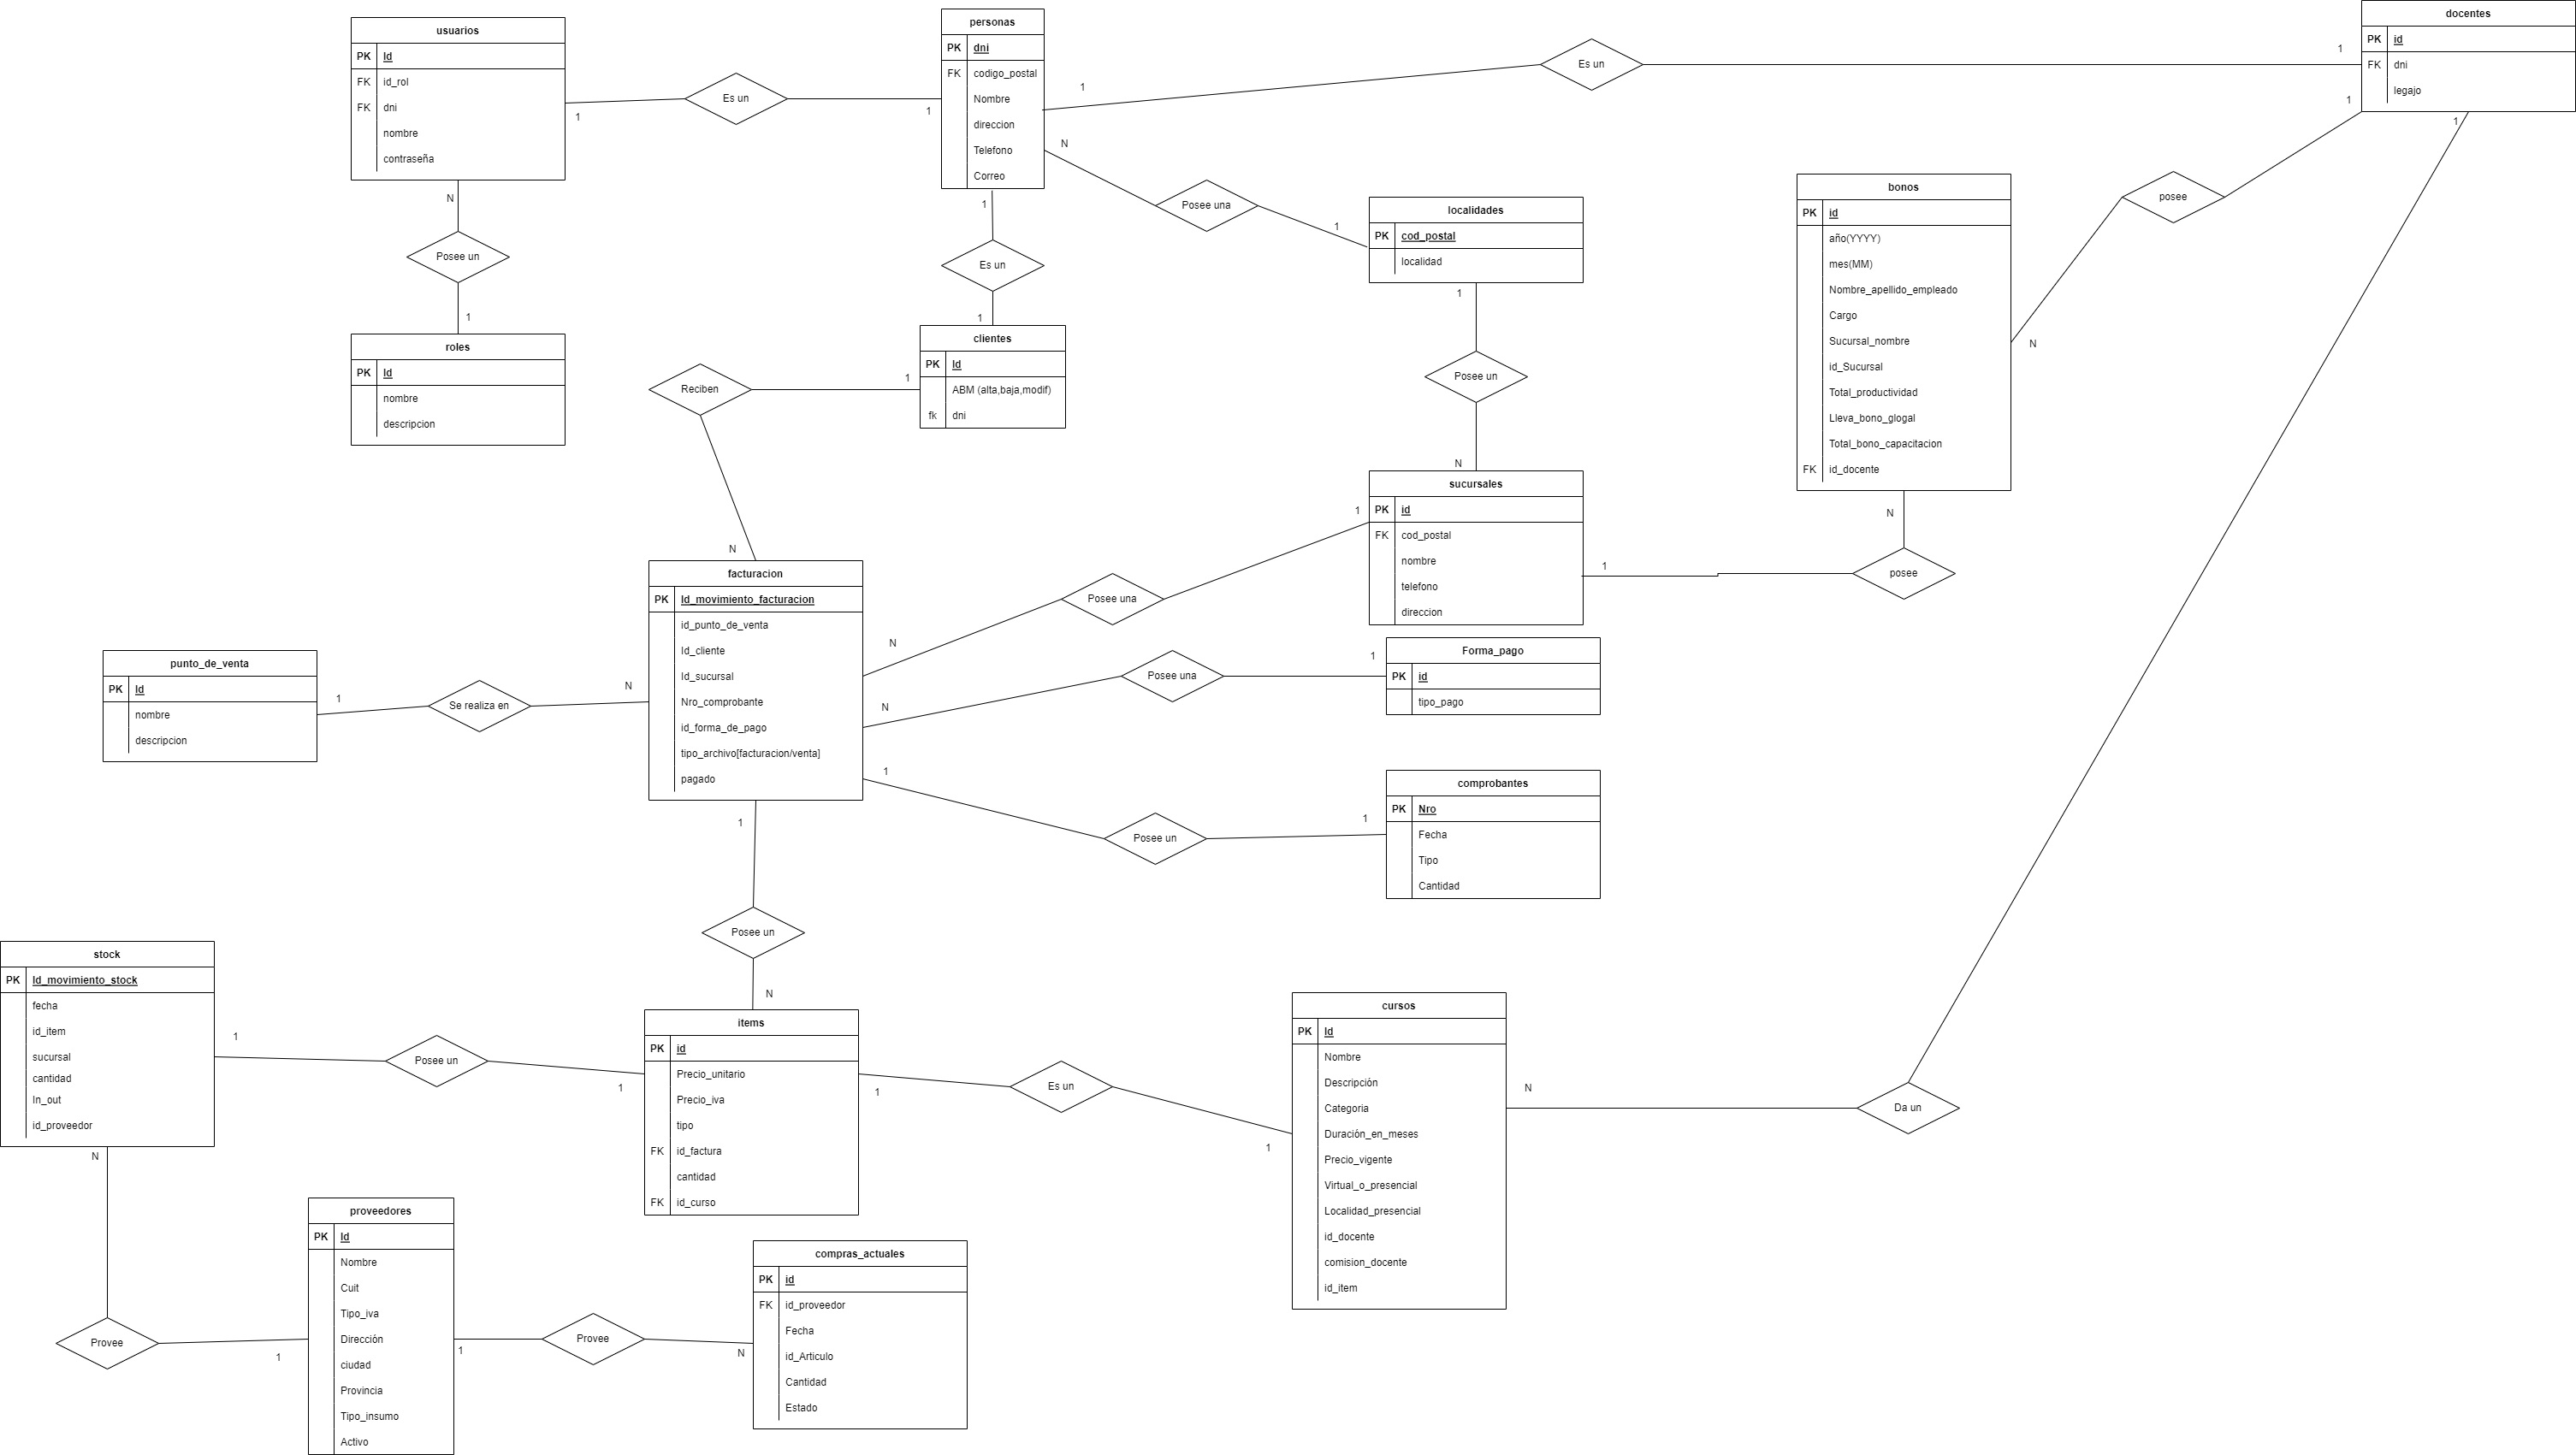 usuarios
PK Id
FK id_rol
FK dni
nombre
contraseña
personas
PK dni
FK codigo_postal
Nombre
direccion
Telefono
Correo
docentes
PK id
FK dni
legajo
Es un
1
1
Es un
1
1
N
Posee una
1
1
posee
N
1
N
Posee un
1
1
Es un
1
localidades
PK cod_postal
localidad
bonos
PK id
año(YYYY)
mes(MM)
Nombre_apellido_empleado
Cargo
Sucursal_nombre
id_Sucursal
Total_productividad
Lleva_bono_glogal
Total_bono_capacitacion
FK id_docente
roles
PK Id
nombre
descripcion
clientes
PK Id
ABM (alta,baja,modif)
fk dni
Reciben
1
N
1
Posee un
N
sucursales
PK id
FK cod_postal
nombre
telefono
direccion
N
posee
1
facturacion
PK Id_movimiento_facturacion
id_punto_de_venta
Id_cliente
Id_sucursal
Nro_comprobante
id_forma_de_pago
tipo_archivo[facturacion/venta]
pagado
1
Posee una
N
punto_de_venta
PK Id
nombre
descripcion
1
Se realiza en
N
Forma_pago
PK id
tipo_pago
1
Posee una
N
comprobantes
PK Nro
Fecha
Tipo
Cantidad
1
Posee un
1
1
Posee un
N
stock
PK Id_movimiento_stock
fecha
id_item
sucursal
cantidad
In_out
id_proveedor
1
Posee un
1
items
PK id
Precio_unitario
Precio_iva
tipo
FK id_factura
cantidad
FK id_curso
1
Es un
1
cursos
PK Id
Nombre
Descripción
Categoria
Duración_en_meses
Precio_vigente
Virtual_o_presencial
Localidad_presencial
id_docente
comision_docente
id_item
N
Da un
N
Provee
1
proveedores
PK Id
Nombre
Cuit
Tipo_iva
Dirección
ciudad
Provincia
Tipo_insumo
Activo
1
Provee
N
compras_actuales
PK id
FK id_proveedor
Fecha
id_Articulo
Cantidad
Estado